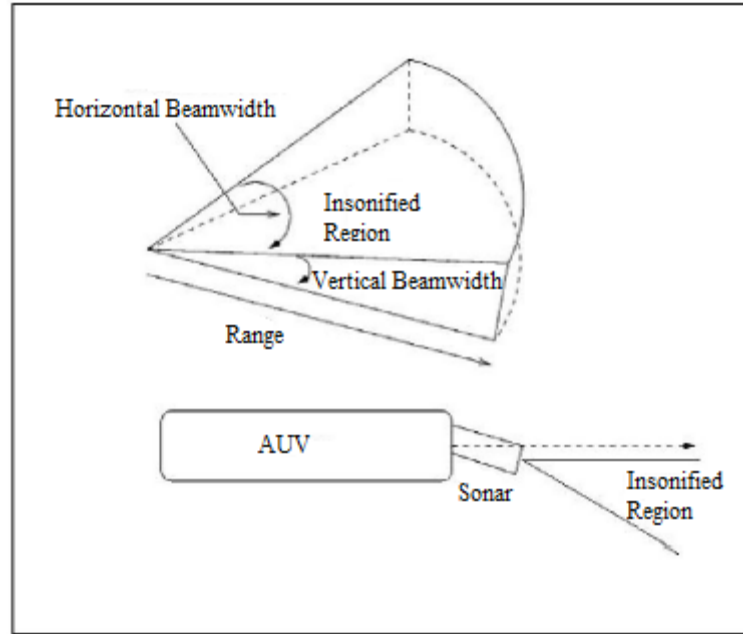 Horizontal Beamwidth
Insonified
Region
Vertical Beamwidth
Range
AUV
Sonar
Insonified
Region